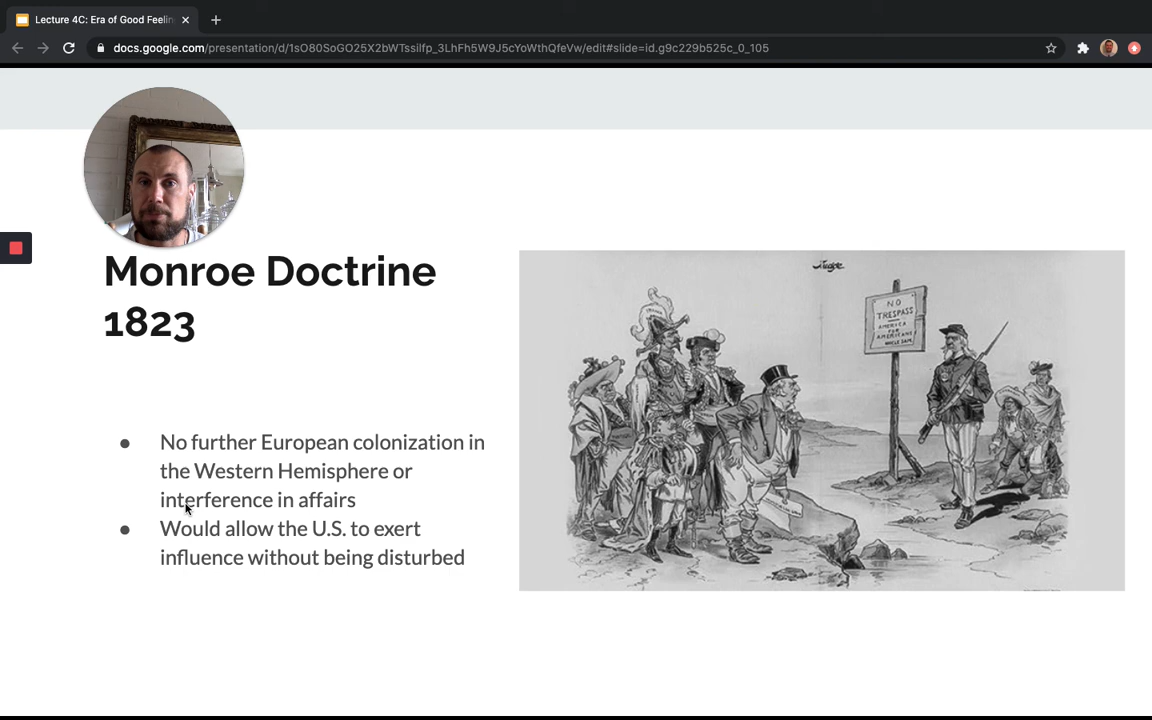 Lecture 4C: Era of Good Feelin
docs.google.com/presentation/d/1sO80SoGO25X2bWTssilfp_3LhFh5W9J5cYoWthQfeVw/edit#slide=id.g9c229b525c_0_105
Monroe Doctrine
1823
● No further European colonization in
the Western Hemisphere or
interference in affairs
● Would allow the U.S. to exert
influence without being disturbed
Judge
NO
TRESPASS
AMERICA
FOR
AMERICANS
UNCLE SAM